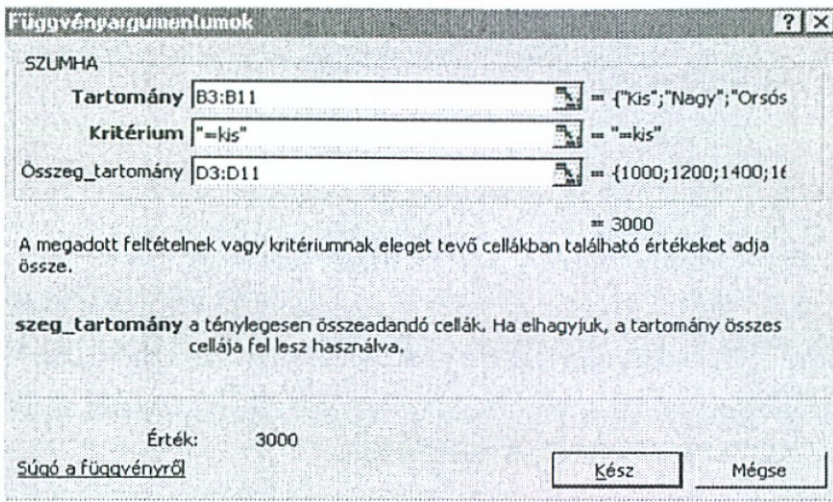 Függvényargumentumok
SZUMHA
Tartomány B3:B11 = {"Kis";"Nagy";"Orsós
Kritérium "=kis" = "=kis"
Összeg_tartomány D3:D11 = {1000;1200;1400;16
= 3000
A megadott feltételnek vagy kritériumnak eleget tevő cellákban található értékeket adja
össze.
szeg_tartomány a ténylegesen összeadandó cellák. Ha elhagyjuk, a tartomány összes
cellája fel lesz használva.
Érték: 3000
Súgó a függvényről Kész Mégse